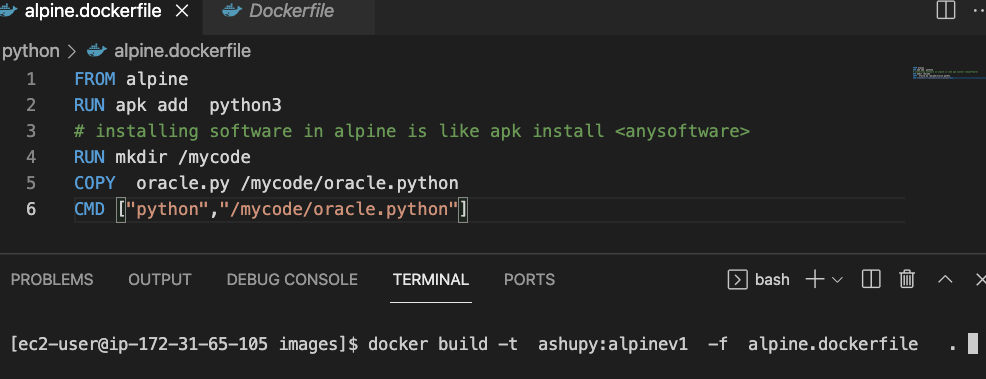 alpine.dockerfile Dockerfile
python > alpine.dockerfile
1 FROM alpine
2 RUN apk add  python3
3 # installing software in alpine is like apk install <anysoftware>
4 RUN mkdir /mycode
5 COPY  oracle.py /mycode/oracle.python
6 CMD ["python","/mycode/oracle.python"]
PROBLEMS OUTPUT DEBUG CONSOLE TERMINAL PORTS bash
[ec2-user@ip-172-31-65-105 images]$ docker build -t  ashupy:alpinev1  -f  alpine.dockerfile   .